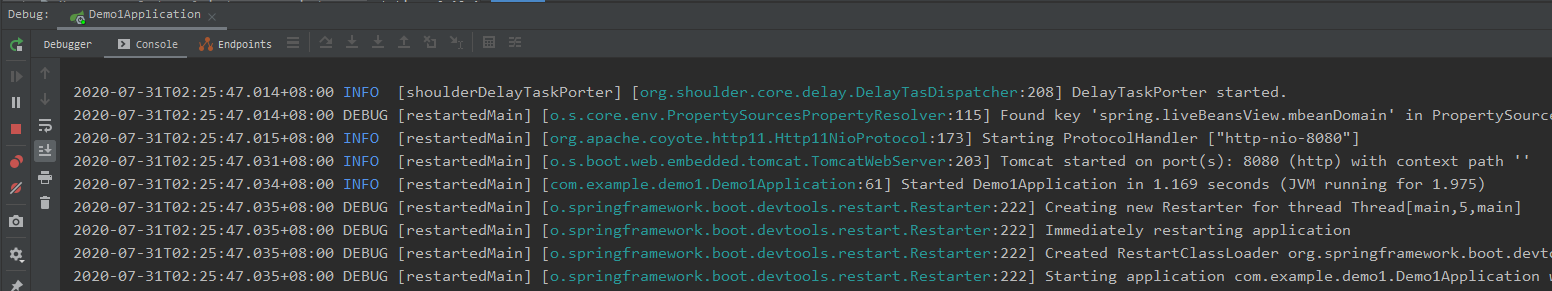 Debug: Demo1Application
Debugger Console Endpoints
2020-07-31T02:25:47.014+08:00 INFO [shoulderDelayTaskPorter] [org.shoulder.core.delay.DelayTasDispatcher:208] DelayTaskPorter started.
2020-07-31T02:25:47.014+08:00 DEBUG [restartedMain] [o.s.core.env.PropertySourcesPropertyResolver:115] Found key 'spring.liveBeansView.mbeanDomain' in PropertySource
2020-07-31T02:25:47.015+08:00 INFO [restartedMain] [org.apache.coyote.http11.Http11NioProtocol:173] Starting ProtocolHandler ["http-nio-8080"]
2020-07-31T02:25:47.031+08:00 INFO [restartedMain] [o.s.boot.web.embedded.tomcat.TomcatWebServer:203] Tomcat started on port(s): 8080 (http) with context path ''
2020-07-31T02:25:47.034+08:00 INFO [restartedMain] [com.example.demo1.Demo1Application:61] Started Demo1Application in 1.169 seconds (JVM running for 1.975)
2020-07-31T02:25:47.035+08:00 DEBUG [restartedMain] [o.springframework.boot.devtools.restart.Restarter:222] Creating new Restarter for thread Thread[main,5,main]
2020-07-31T02:25:47.035+08:00 DEBUG [restartedMain] [o.springframework.boot.devtools.restart.Restarter:222] Immediately restarting application
2020-07-31T02:25:47.035+08:00 DEBUG [restartedMain] [o.springframework.boot.devtools.restart.Restarter:222] Created RestartClassLoader org.springframework.boot.devto
2020-07-31T02:25:47.035+08:00 DEBUG [restartedMain] [o.springframework.boot.devtools.restart.Restarter:222] Starting application com.example.demo1.Demo1Application